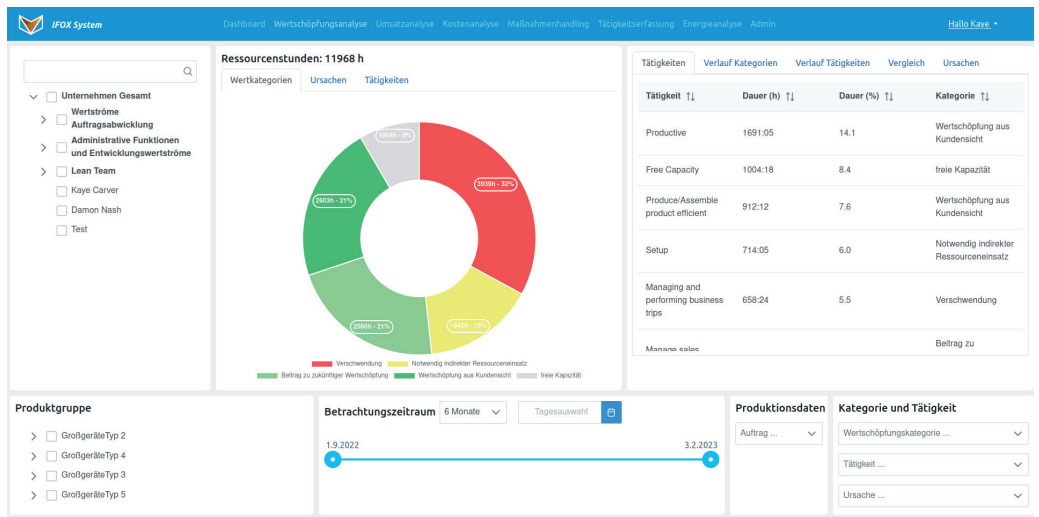 IFOX System
Dashboard Wertschöpfungsanalyse Umsatzanalyse Kostenanalyse Maßnahmenhandling Tätigkeitserfassung Energieanalyse Admin
Hallo Kaye
Unternehmen Gesamt
Wertströme
Auftragsabwicklung
Administrative Funktionen
und Entwicklungswertströme
Lean Team
Kaye Carver
Damon Nash
Test
Ressourcenstunden: 11968 h
Wertkategorien Ursachen Tätigkeiten
1004h - 8%
3939h - 32%
2603h - 21%
2580h - 21%
Verschwendung Notwendig indirekter Ressourceneinsatz
Beitrag zu zukünftiger Wertschöpfung Wertschöpfung aus Kundensicht freie Kapazität
Tätigkeiten Verlauf Kategorien Verlauf Tätigkeiten Vergleich Ursachen
Tätigkeit Dauer (h) Dauer (%) Kategorie
Productive 1691:05 14.1 Wertschöpfung aus
Kundensicht
Free Capacity 1004:18 8.4 freie Kapazität
Produce/Assemble
product efficient 912:12 7.6 Wertschöpfung aus
Kundensicht
Setup 714:05 6.0 Notwendig indirekter
Ressourceneinsatz
Managing and
performing business
trips 658:24 5.5 Verschwendung
Manage sales
Beitrag zu
Produktgruppe
GroßgeräteTyp 2
GroßgeräteTyp 4
GroßgeräteTyp 3
GroßgeräteTyp 5
Betrachtungszeitraum 6 Monate Tagesauswahl
1.9.2022 3.2.2023
Produktionsdaten
Auftrag ...
Kategorie und Tätigkeit
Wertschöpfungskategorie ...
Tätigkeit ...
Ursache ...